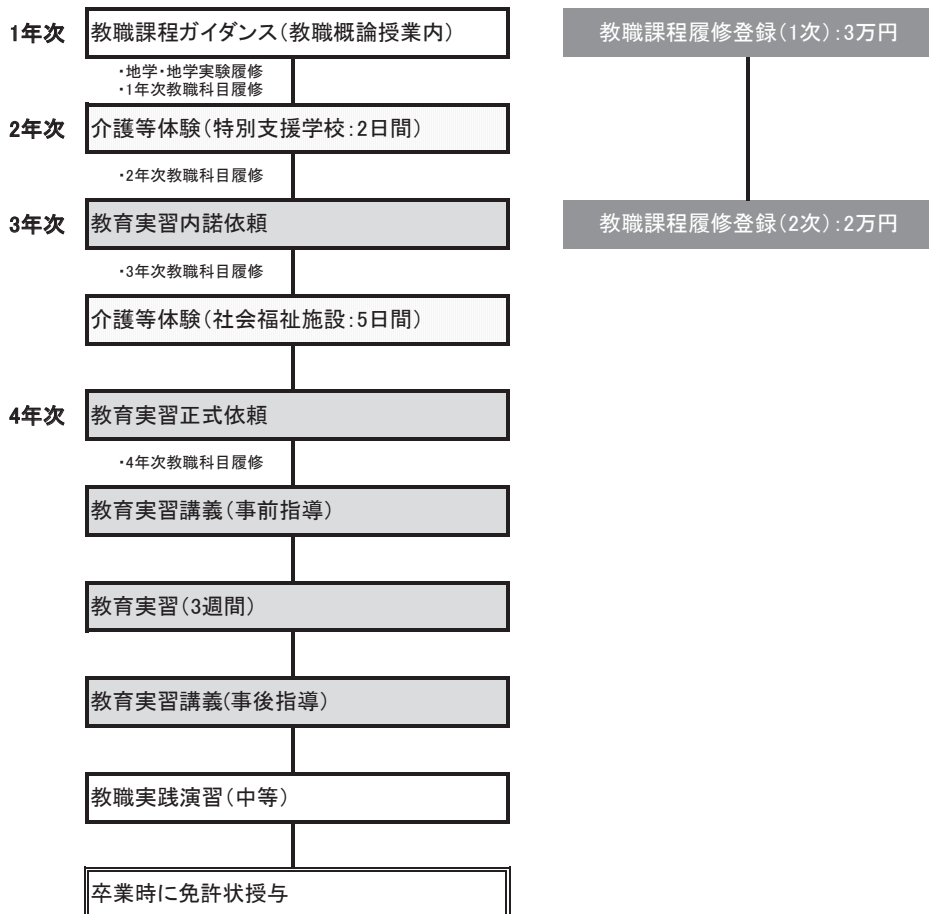 1年次
教職課程ガイダンス(教職概論授業内)
教職課程履修登録(1次):3万円
・地学・地学実験履修
・1年次教職科目履修
2年次
介護等体験(特別支援学校:2日間)
・2年次教職科目履修
3年次
教育実習内諾依頼
教職課程履修登録(2次):2万円
・3年次教職科目履修
介護等体験(社会福祉施設:5日間)
4年次
教育実習正式依頼
・4年次教職科目履修
教育実習講義(事前指導)
教育実習(3週間)
教育実習講義(事後指導)
教職実践演習(中等)
卒業時に免許状授与